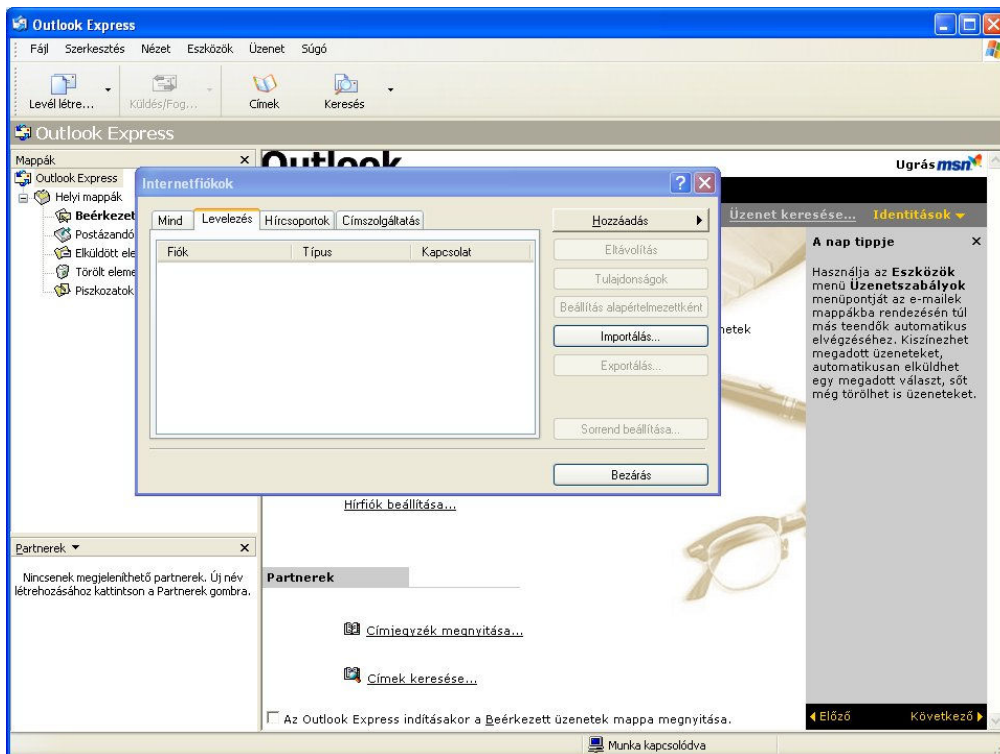 Outlook Express
Fájl Szerkesztés Nézet Eszközök Üzenet Súgó
Levél létre... Küldés/Fog... Címek Keresés
Outlook Express
Mappák
Outlook Express
Helyi mappák
Beérkezet
Postázandó
Elküldött ele
Törölt eleme
Piszkozatok
Outlook
Ugrás msn
Üzenet keresése... Identitások
Internetfiókok
Mind Levelezés Hírcsoportok Címszolgáltatás
Fiók Típus Kapcsolat
Hozzáadás
Eltávolítás
Tulajdonságok
Beállítás alapértelmezettként
Importálás...
Exportálás...
Sorrend beállítása...
Bezárás
netek
Hírfiók beállítása...
A nap tippje
Használja az Eszközök
menü Üzenetszabályok
menüpontját az e-mailek
mappákba rendezésén túl
más teendők automatikus
elvégzéséhez. Kiszínezhet
megadott üzeneteket,
automatikusan elküldhet
egy megadott választ, sőt
még törölhet is üzeneteket.
Partnerek
Nincsenek megjeleníthető partnerek. Új név
létrehozásához kattintson a Partnerek gombra.
Partnerek
Címjegyzék megnyitása...
Címek keresése...
Az Outlook Express indításakor a Beérkezett üzenetek mappa megnyitása.
Előző Következő
Munka kapcsolódva